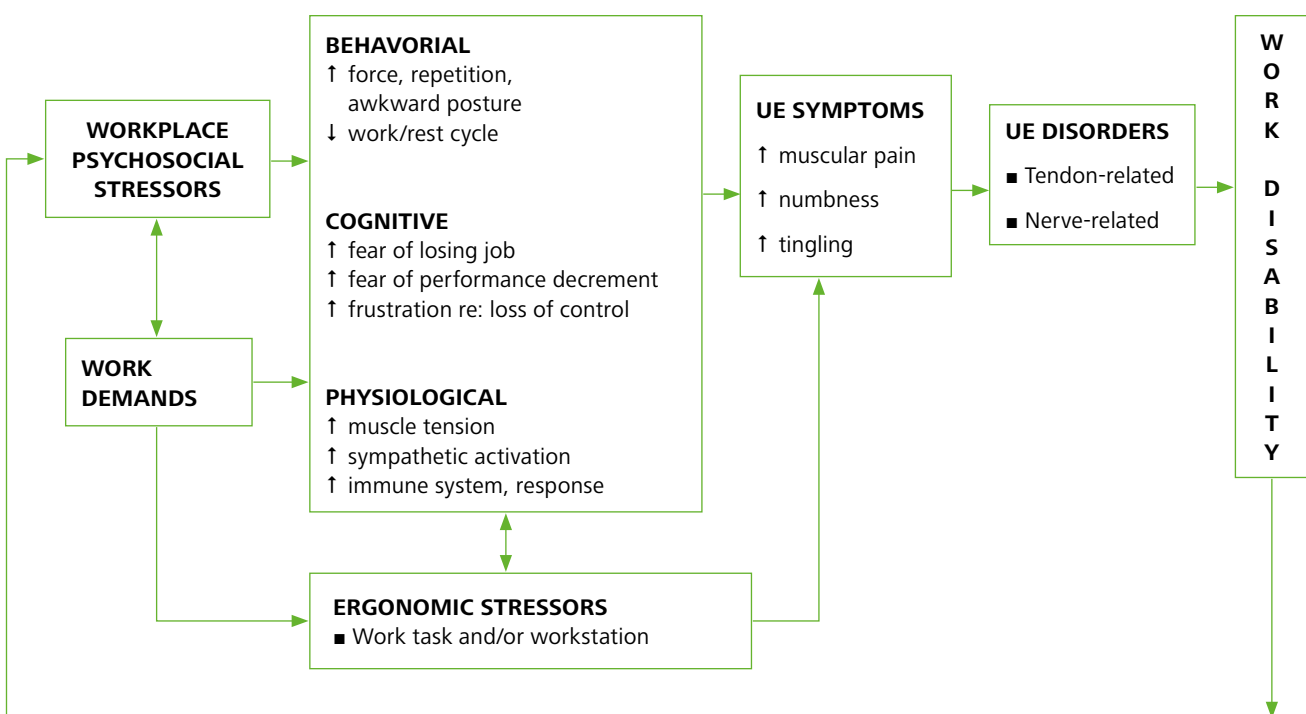 WORKPLACE
PSYCHOSOCIAL
STRESSORS
WORK
DEMANDS
BEHAVORIAL
↑ force, repetition,
awkward posture
↓ work/rest cycle
COGNITIVE
↑ fear of losing job
↑ fear of performance decrement
↑ frustration re: loss of control
PHYSIOLOGICAL
↑ muscle tension
↑ sympathetic activation
↑ immune system, response
ERGONOMIC STRESSORS
■ Work task and/or workstation
UE SYMPTOMS
↑ muscular pain
↑ numbness
↑ tingling
UE DISORDERS
■ Tendon-related
■ Nerve-related
W
O
R
K
D
I
S
A
B
I
L
I
T
Y